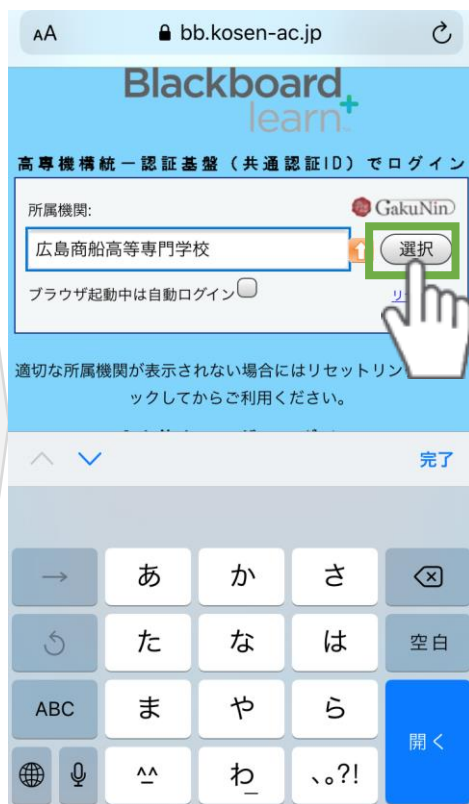 AA bb.kosen-ac.jp
Blackboard
learn+
高専機構統一認証基盤（共通認証ID）でログイン
所属機関: GakuNin
広島商船高等専門学校 選択
ブラウザ起動中は自動ログイン
適切な所属機関が表示されない場合にはリセットリン
ックしてからご利用ください。
完了
→ あ か さ
た な は 空白
ABC ま や ら
^^ わ_ 、。?! 開く